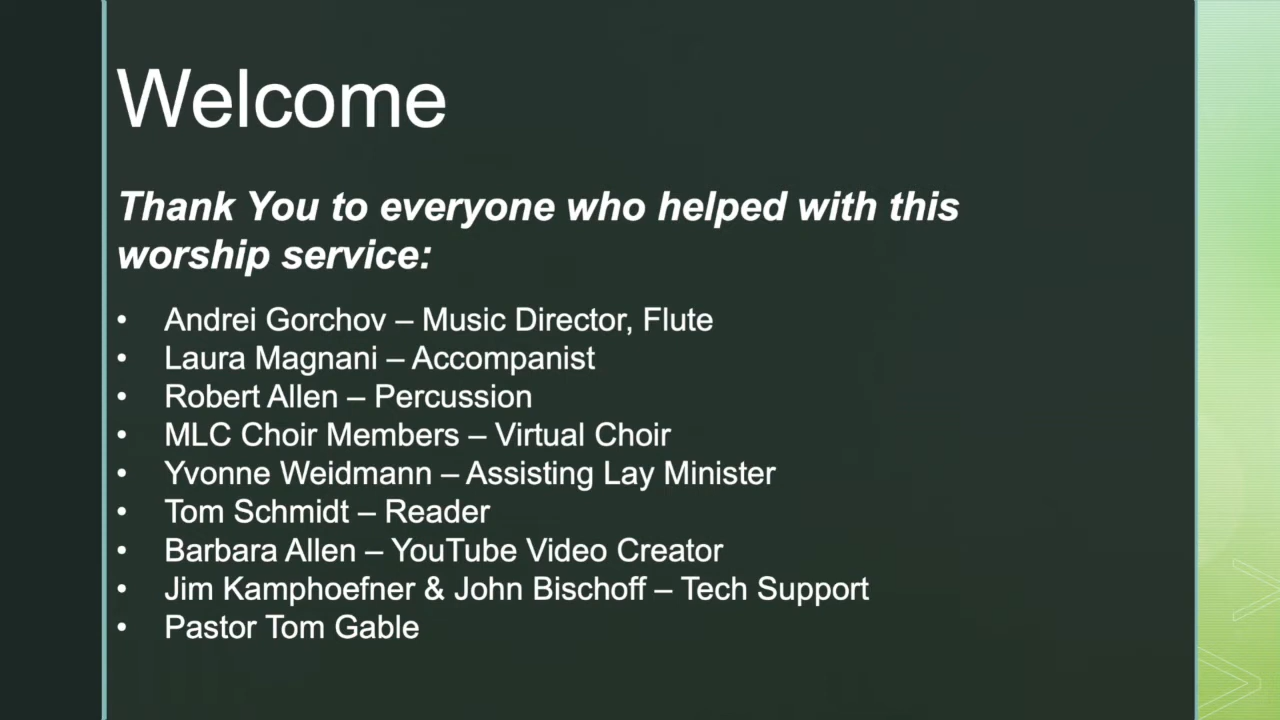 Welcome
Thank You to everyone who helped with this
worship service:
• Andrei Gorchov – Music Director, Flute
• Laura Magnani – Accompanist
• Robert Allen – Percussion
• MLC Choir Members – Virtual Choir
• Yvonne Weidmann – Assisting Lay Minister
• Tom Schmidt – Reader
• Barbara Allen – YouTube Video Creator
• Jim Kamphoefner & John Bischoff – Tech Support
• Pastor Tom Gable